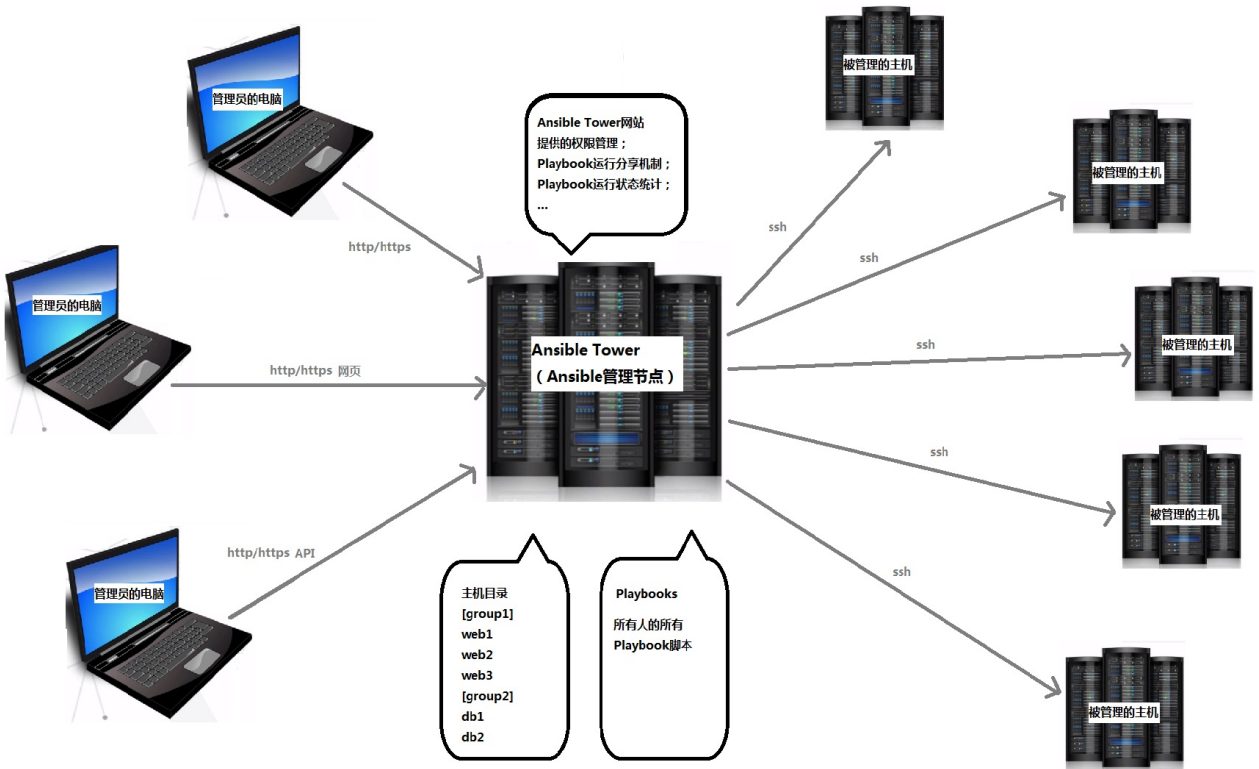 管理员的电脑
管理员的电脑
管理员的电脑
http/https
http/https 网页
http/https API
Ansible Tower网站
提供的权限管理；
Playbook运行分享机制；
Playbook运行状态统计；
...
Ansible Tower
（Ansible管理节点）
主机目录
[group1]
web1
web2
web3
[group2]
db1
db2
Playbooks
所有人的所有
Playbook脚本
ssh
ssh
ssh
ssh
ssh
被管理的主机
被管理的主机
被管理的主机
被管理的主机
被管理的主机